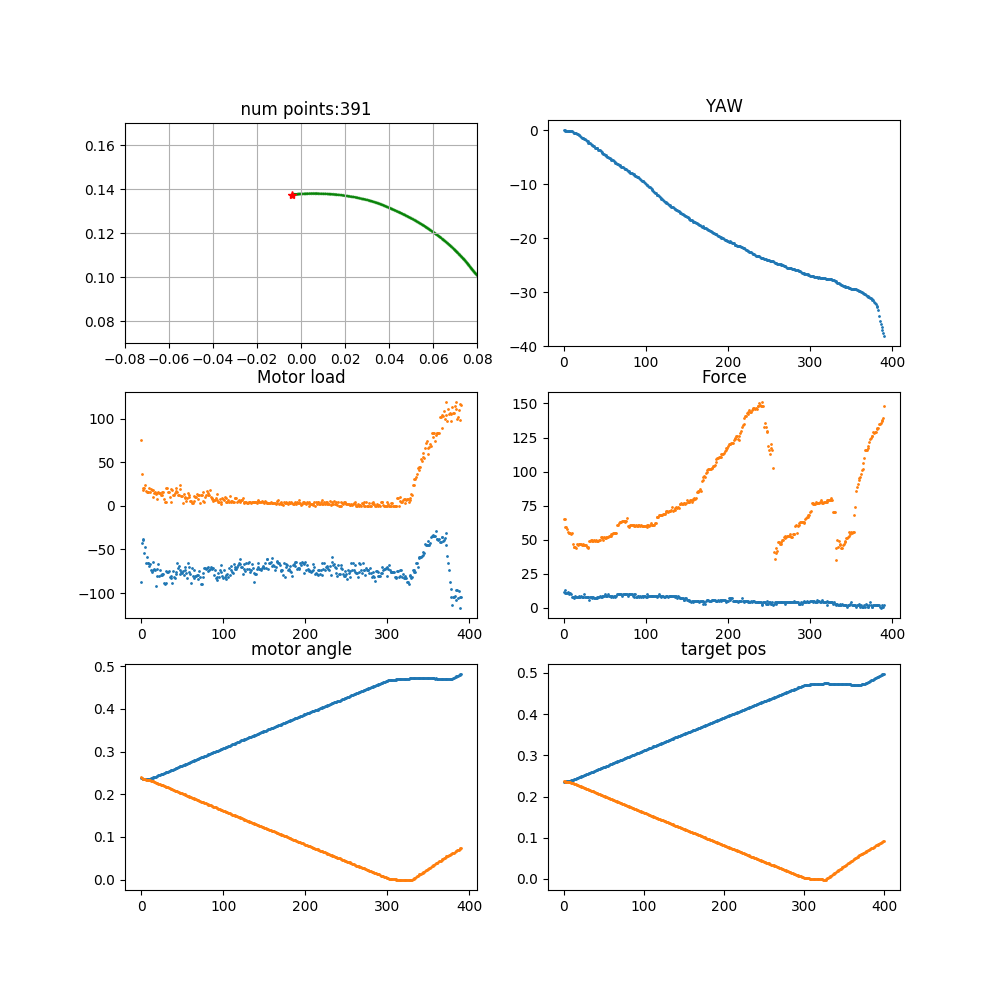 num points:391
0.16
0.14
0.12
0.10
0.08
−0.08 −0.06 −0.04 −0.02 0.00 0.02 0.04 0.06 0.08
YAW
0
−10
−20
−30
−40
0 100 200 300 400
Motor load
100
50
0
−50
−100
0 100 200 300 400
Force
150
125
100
75
50
25
0
0 100 200 300 400
motor angle
0.5
0.4
0.3
0.2
0.1
0.0
0 100 200 300 400
target pos
0.5
0.4
0.3
0.2
0.1
0.0
0 100 200 300 400